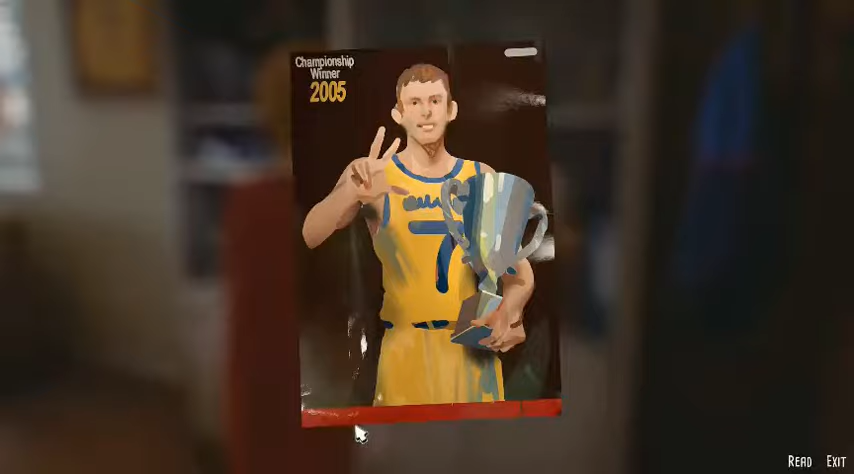 Championship
Winner
2005
7
READ EXIT